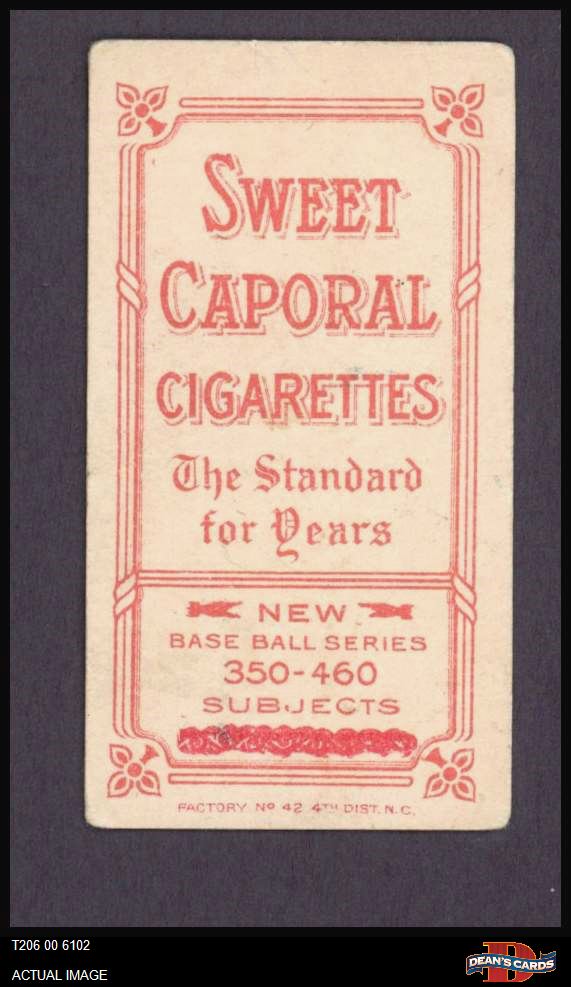 SWEET
CAPORAL
CIGARETTES
The Standard
for Years
NEW
BASE BALL SERIES
350-460
SUBJECTS
FACTORY Nº 42 4TH DIST. N.C.
T206 00 6102
ACTUAL IMAGE
DEAN'S CARDS